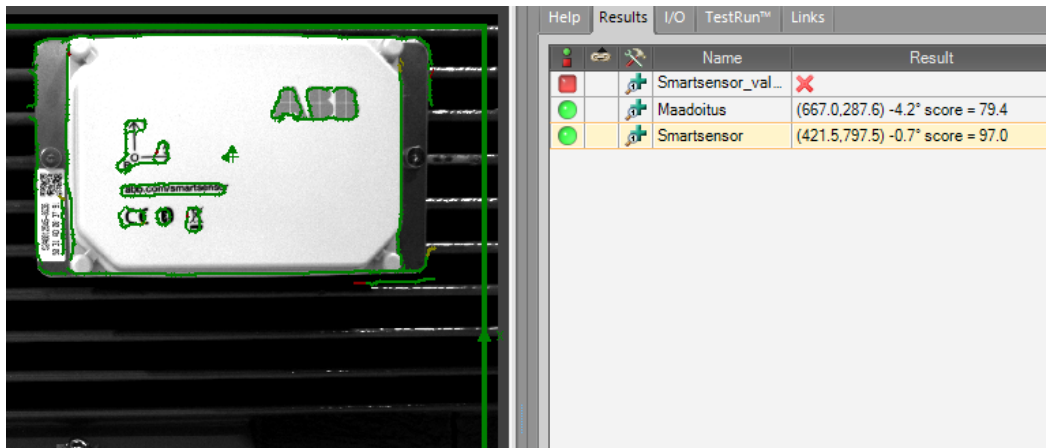 Help Results I/O TestRun™ Links
Name Result
Smartsensor_val...
Maadoitus (667.0,287.6) -4.2° score = 79.4
Smartsensor (421.5,797.5) -0.7° score = 97.0
ABB
abb.com/smartsensor
CE